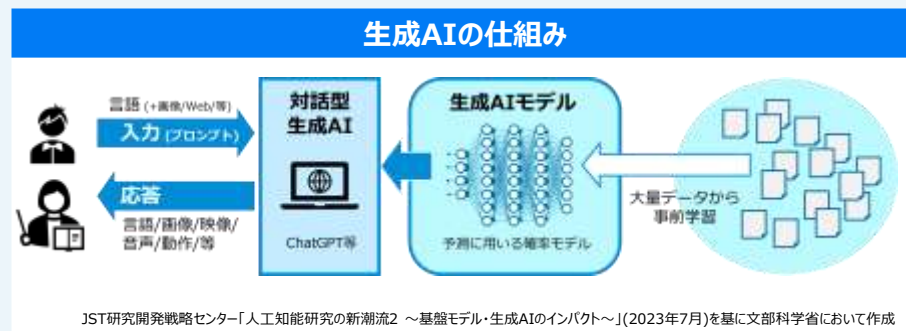 生成AIの仕組み
言語 (+画像/Web/等)
入力 (プロンプト)
応答
言語/画像/映像/
音声/動作/等
対話型
生成AI
ChatGPT等
生成AIモデル
予測に用いる確率モデル
大量データから
事前学習
JST研究開発戦略センター「人工知能研究の新潮流2 ～基盤モデル・生成AIのインパクト～」(2023年7月)を基に文部科学省において作成